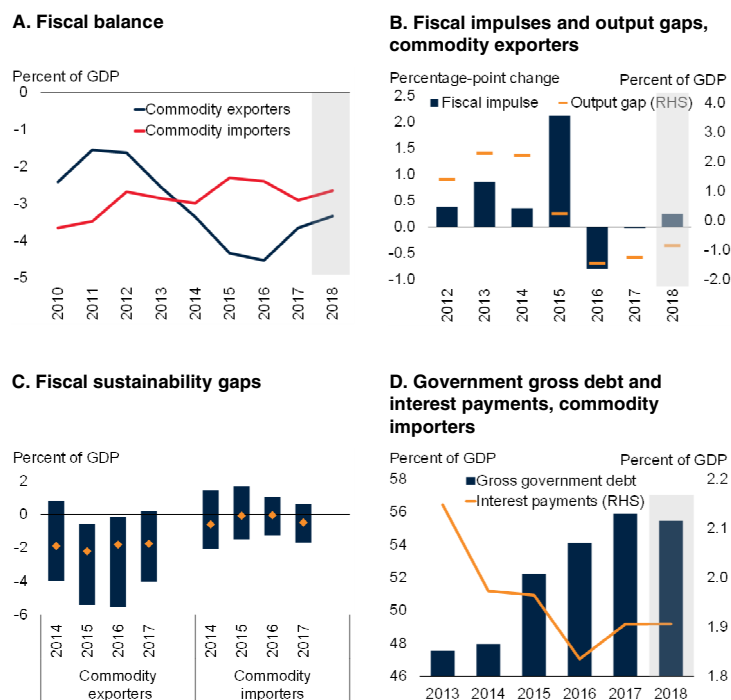 A. Fiscal balance
Percent of GDP
0
-1
-2
-3
-4
-5
Commodity exporters
Commodity importers
2010
2011
2012
2013
2014
2015
2016
2017
2018
B. Fiscal impulses and output gaps,
commodity exporters
Percentage-point change
Percent of GDP
Fiscal impulse
Output gap (RHS)
2.5
2.0
1.5
1.0
0.5
0.0
-0.5
-1.0
4.0
3.0
2.0
1.0
0.0
-1.0
-2.0
2012
2013
2014
2015
2016
2017
2018
C. Fiscal sustainability gaps
Percent of GDP
2
0
-2
-4
-6
2014
2015
2016
2017
2014
2015
2016
2017
Commodity
exporters
Commodity
importers
D. Government gross debt and
interest payments, commodity
importers
Percent of GDP
Percent of GDP
Gross government debt
Interest payments (RHS)
58
56
54
52
50
48
46
2.2
2.1
2.0
1.9
1.8
2013
2014
2015
2016
2017
2018